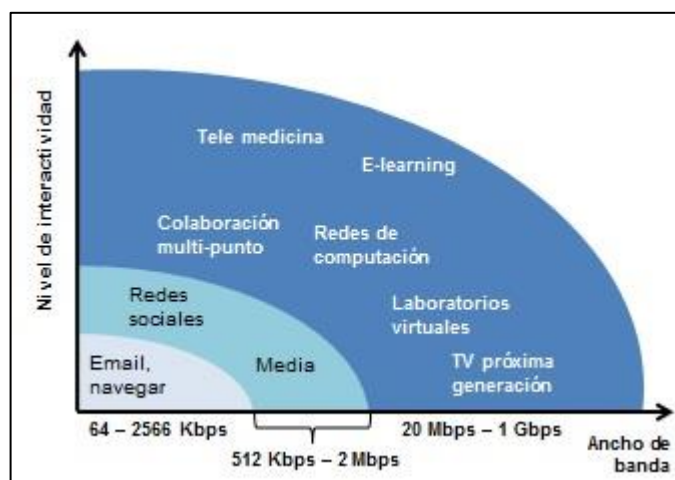 Nivel de interactividad
Tele medicina
E-learning
Colaboración
multi-punto
Redes de
computación
Redes
sociales
Laboratorios
virtuales
Email,
navegar
Media
TV próxima
generación
64 – 2566 Kbps
512 Kbps – 2 Mbps
20 Mbps – 1 Gbps
Ancho de
banda